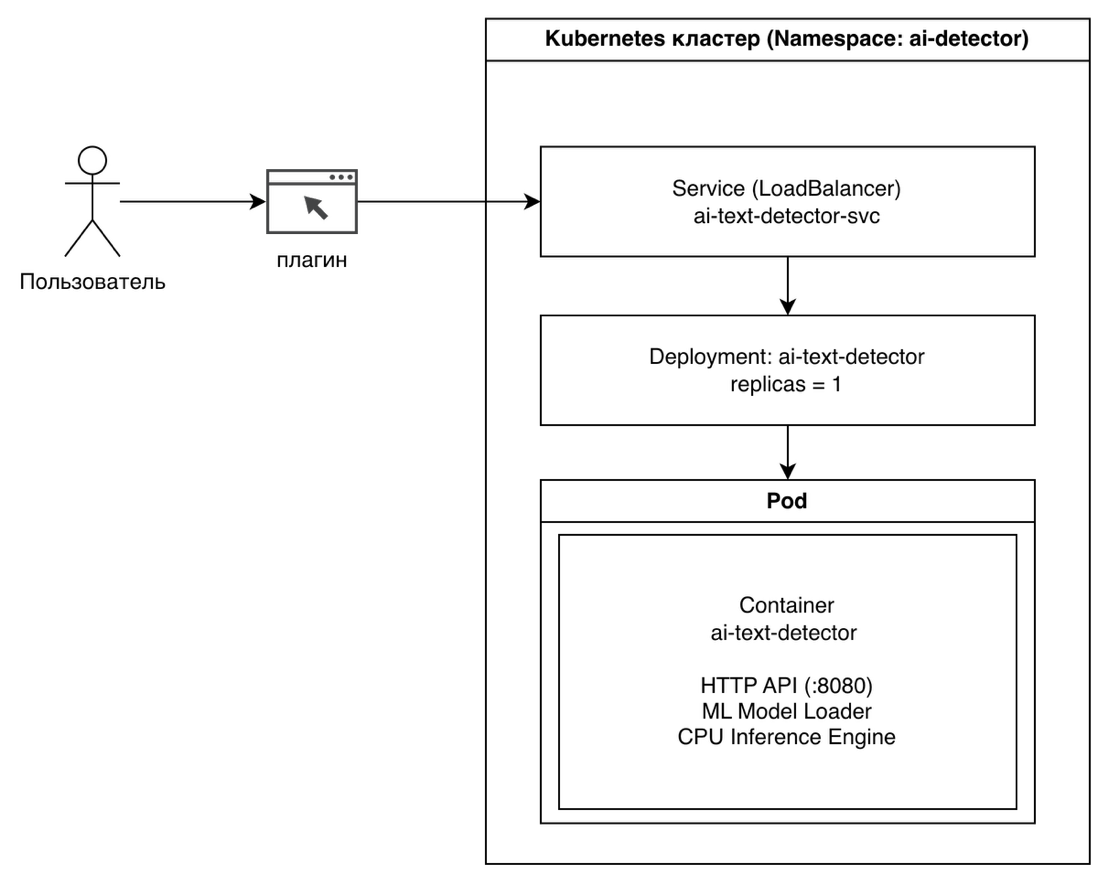 Kubernetes кластер (Namespace: ai-detector)
Service (LoadBalancer)
ai-text-detector-svc
плагин
Пользователь
Deployment: ai-text-detector
replicas = 1
Pod
Container
ai-text-detector
HTTP API (:8080)
ML Model Loader
CPU Inference Engine